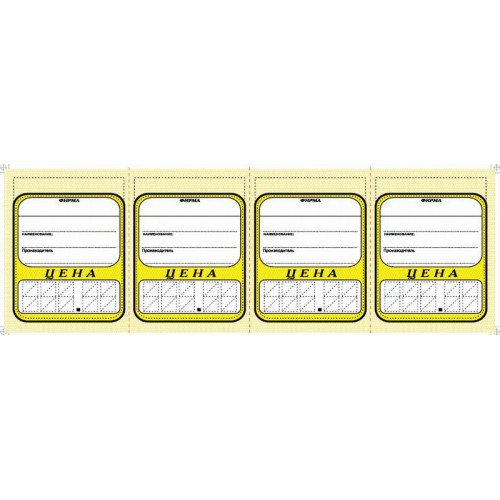 ФИРМА ФИРМА ФИРМА ФИРМА
НАИМЕНОВАНИЕ: НАИМЕНОВАНИЕ: НАИМЕНОВАНИЕ: НАИМЕНОВАНИЕ:
Производитель Производитель Производитель Производитель
ЦЕНА ЦЕНА ЦЕНА ЦЕНА